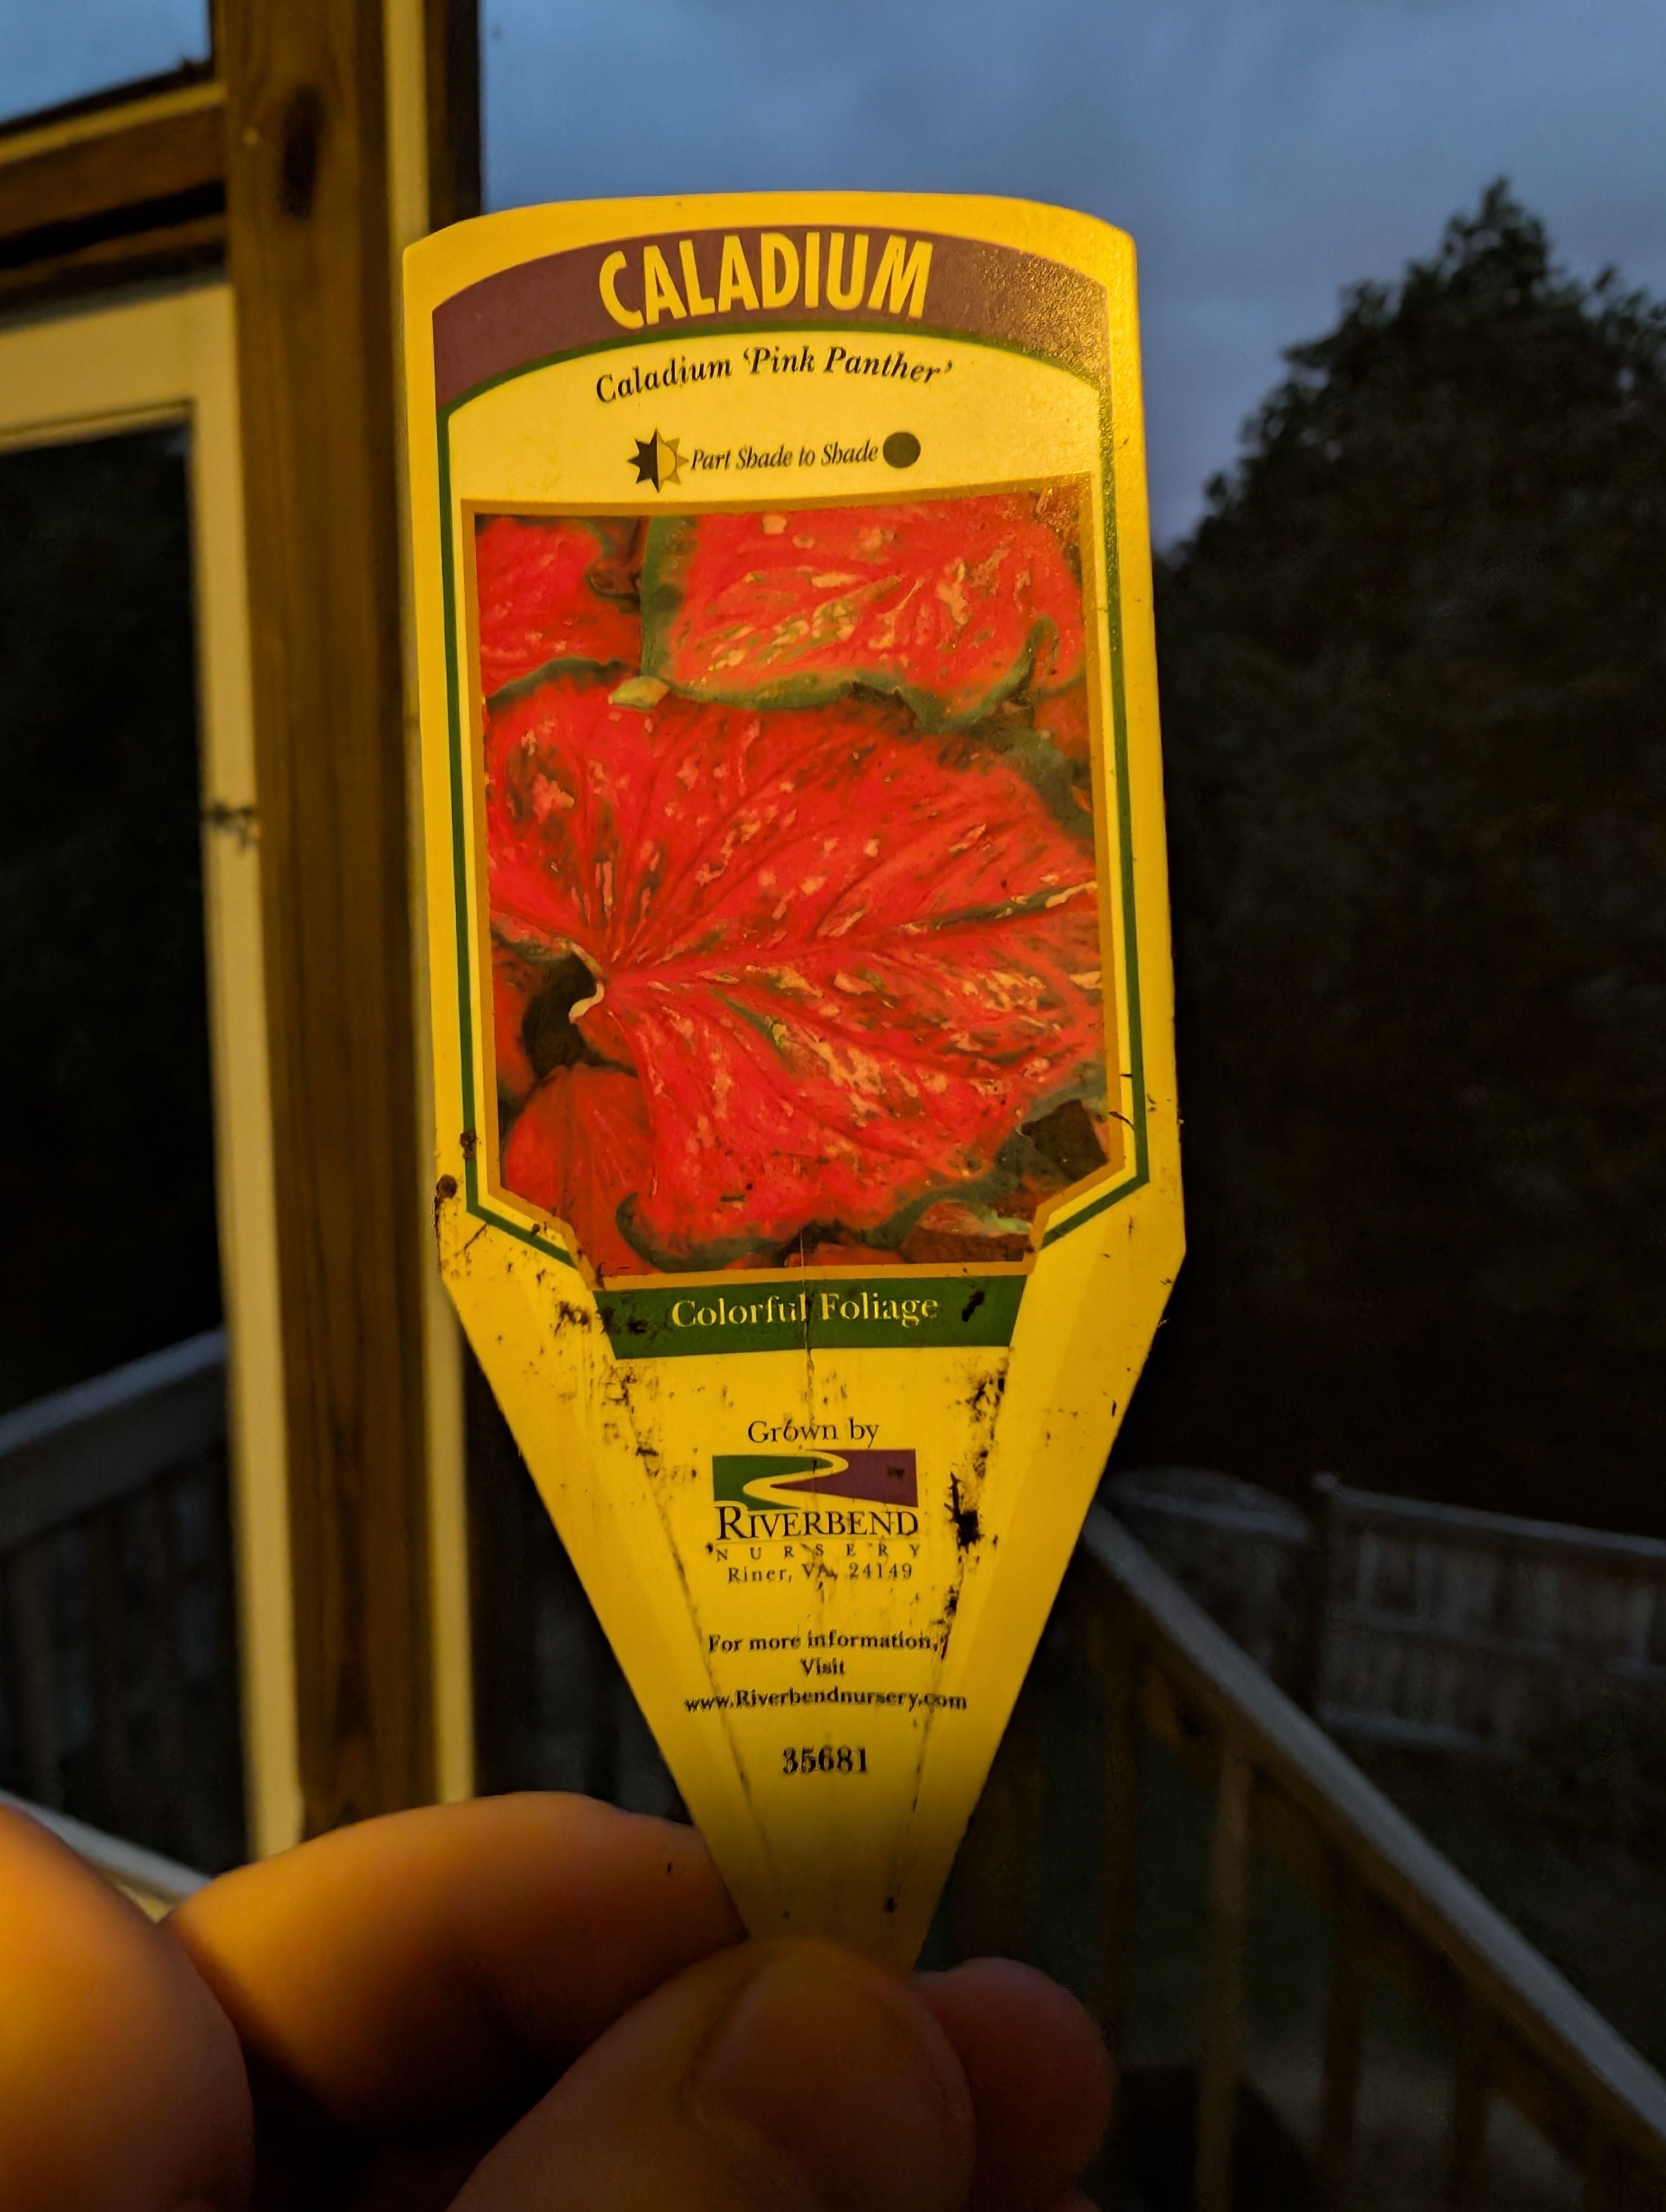 CALADIUM
Caladium 'Pink Panther'
Part Shade to Shade
Colorful Foliage
Grown by
RIVERBEND
NURSERY
Riner, VA 24149
For more information,
Visit
www.Riverbendnursery.com
35681